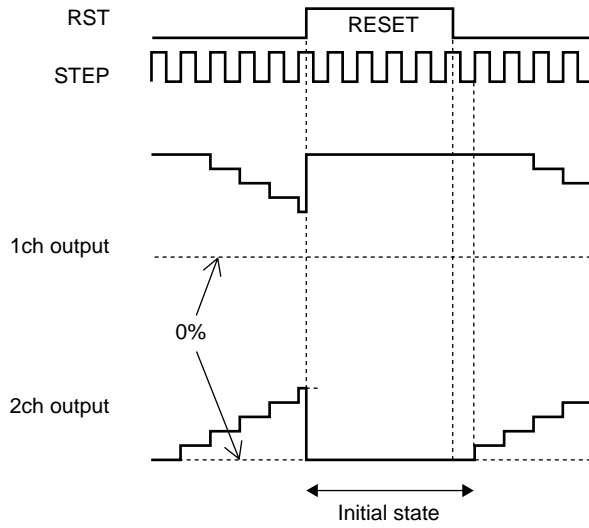 RST
RESET
STEP
1ch output
0%
2ch output
Initial state